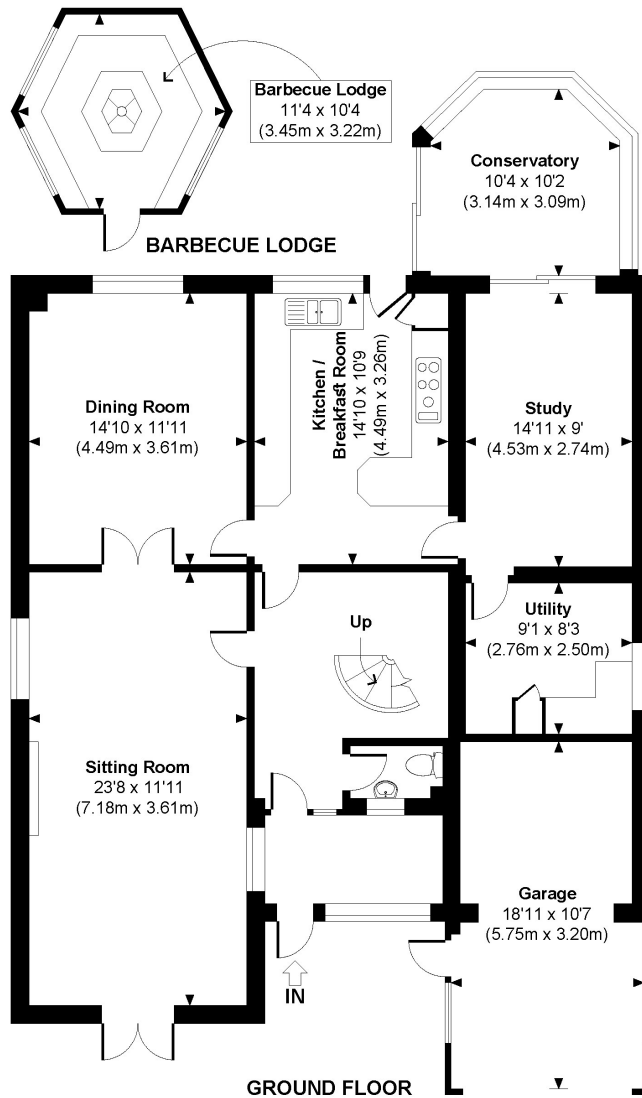 Barbecue Lodge
11'4 x 10'4
(3.45m x 3.22m)
BARBECUE LODGE
Conservatory
10'4 x 10'2
(3.14m x 3.09m)
Dining Room
14'10 x 11'11
(4.49m x 3.61m)
Kitchen /
Breakfast Room
14'10 x 10'9
(4.49m x 3.26m)
Study
14'11 x 9'
(4.53m x 2.74m)
Utility
9'1 x 8'3
(2.76m x 2.50m)
Up
Sitting Room
23'8 x 11'11
(7.18m x 3.61m)
Garage
18'11 x 10'7
(5.75m x 3.20m)
IN
GROUND FLOOR